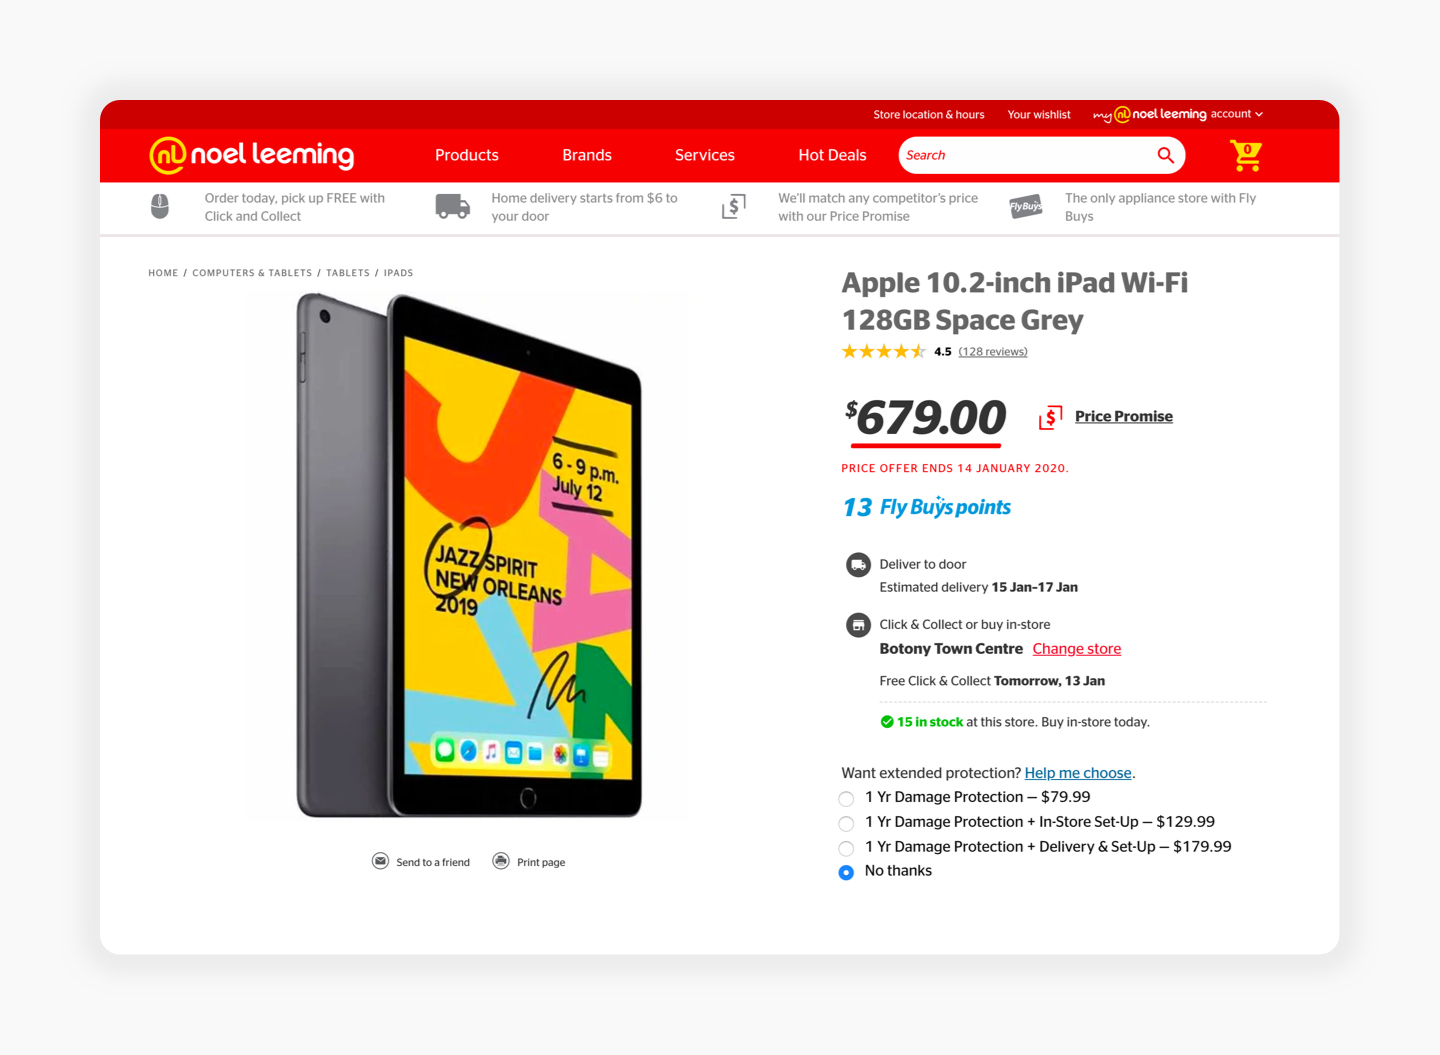 Store location & hours
Your wishlist
my nl noel leeming account
nl noel leeming
Products
Brands
Services
Hot Deals
Search
0
Order today, pick up FREE with
Click and Collect
Home delivery starts from $6 to
your door
$
We'll match any competitor's price
with our Price Promise
Fly Buys
The only appliance store with Fly
Buys
HOME / COMPUTERS & TABLETS / TABLETS / IPADS
6 - 9 p.m.
July 12
JAZZ SPIRIT
NEW ORLEANS
2019
Send to a friend
Print page
Apple 10.2-inch iPad Wi-Fi
128GB Space Grey
4.5 (128 reviews)
$679.00
$ Price Promise
PRICE OFFER ENDS 14 JANUARY 2020.
13 Fly Buys points
Deliver to door
Estimated delivery 15 Jan–17 Jan
Click & Collect or buy in-store
Botony Town Centre Change store
Free Click & Collect Tomorrow, 13 Jan
15 in stock at this store. Buy in-store today.
Want extended protection? Help me choose.
1 Yr Damage Protection — $79.99
1 Yr Damage Protection + In-Store Set-Up — $129.99
1 Yr Damage Protection + Delivery & Set-Up — $179.99
No thanks